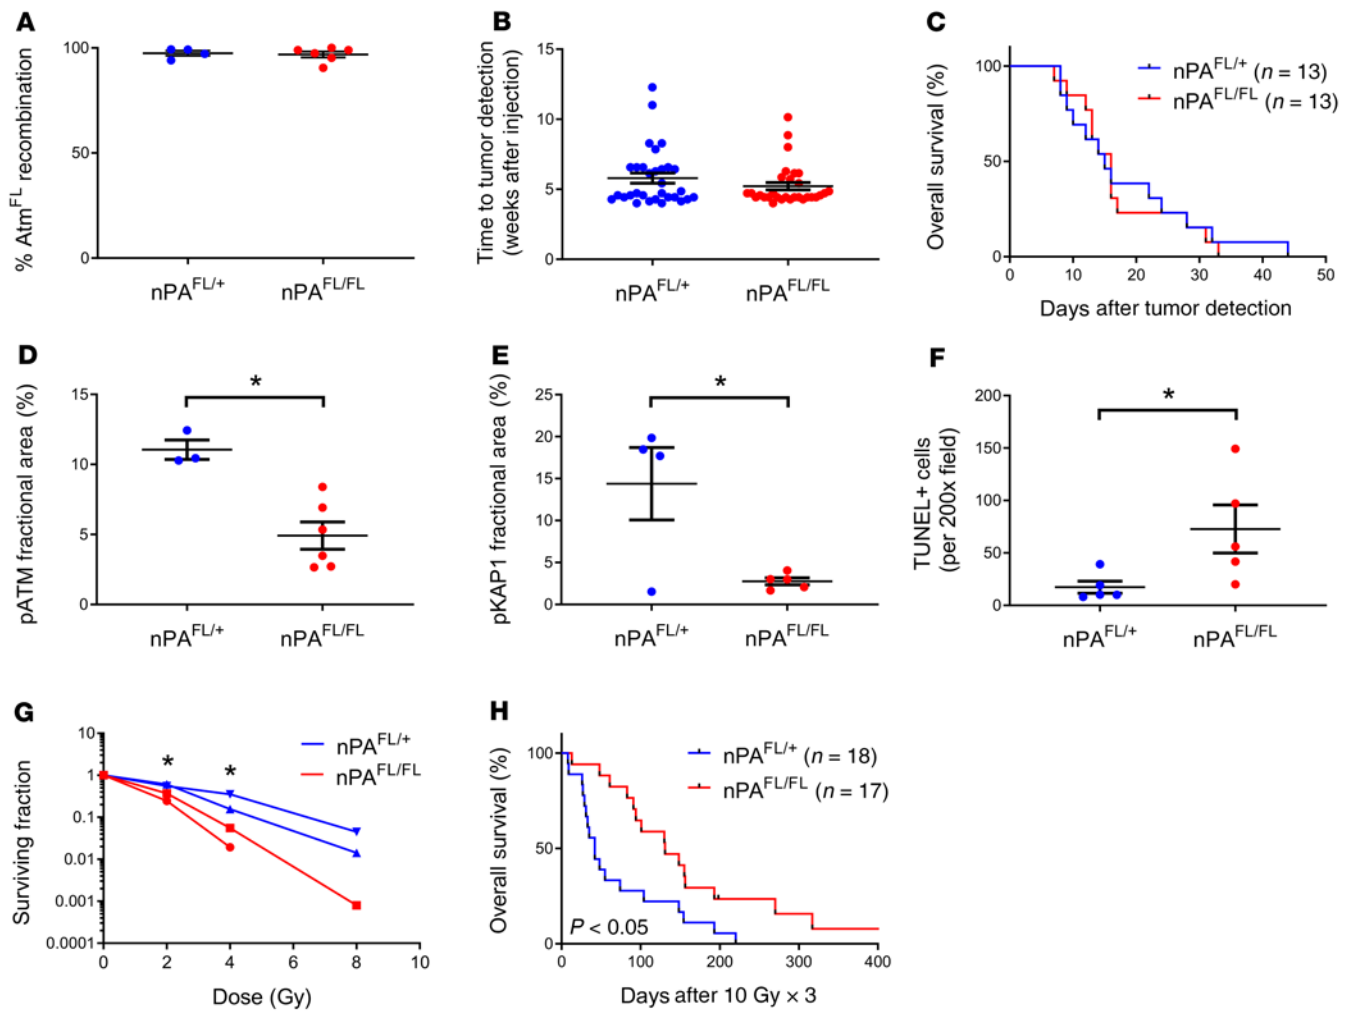 A
% Atm^FL recombination
100
50
0
nPA^FL/+
nPA^FL/FL
B
Time to tumor detection
(weeks after injection)
15
10
5
0
nPA^FL/+
nPA^FL/FL
C
Overall survival (%)
100
50
0
0 10 20 30 40 50
Days after tumor detection
nPA^FL/+ (n = 13)
nPA^FL/FL (n = 13)
D
pATM fractional area (%)
15
10
5
0
*
nPA^FL/+
nPA^FL/FL
E
pKAP1 fractional area (%)
25
20
15
10
5
0
*
nPA^FL/+
nPA^FL/FL
F
TUNEL+ cells
(per 200x field)
200
150
100
50
0
*
nPA^FL/+
nPA^FL/FL
G
Surviving fraction
10
1
0.1
0.01
0.001
0.0001
* *
nPA^FL/+
nPA^FL/FL
0 2 4 6 8 10
Dose (Gy)
H
Overall survival (%)
100
50
0
nPA^FL/+ (n = 18)
nPA^FL/FL (n = 17)
P < 0.05
0 100 200 300 400
Days after 10 Gy × 3